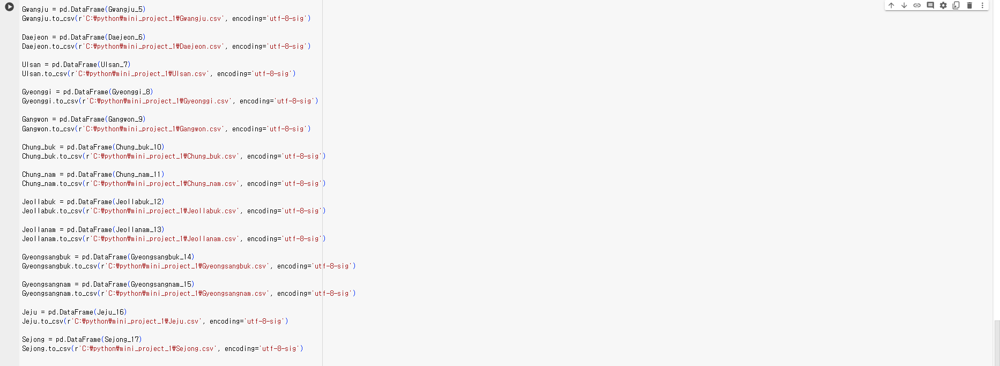 Gwangju = pd.DataFrame(Gwangju_5)
Gwangju.to_csv(r'C:₩python₩mini_project_1₩Gwangju.csv', encoding='utf-8-sig')
Daejeon = pd.DataFrame(Daejeon_6)
Daejeon.to_csv(r'C:₩python₩mini_project_1₩Daejeon.csv', encoding='utf-8-sig')
Ulsan = pd.DataFrame(Ulsan_7)
Ulsan.to_csv(r'C:₩python₩mini_project_1₩Ulsan.csv', encoding='utf-8-sig')
Gyeonggi = pd.DataFrame(Gyeonggi_8)
Gyeonggi.to_csv(r'C:₩python₩mini_project_1₩Gyeonggi.csv', encoding='utf-8-sig')
Gangwon = pd.DataFrame(Gangwon_9)
Gangwon.to_csv(r'C:₩python₩mini_project_1₩Gangwon.csv', encoding='utf-8-sig')
Chung_buk = pd.DataFrame(Chung_buk_10)
Chung_buk.to_csv(r'C:₩python₩mini_project_1₩Chung_buk.csv', encoding='utf-8-sig')
Chung_nam = pd.DataFrame(Chung_nam_11)
Chung_nam.to_csv(r'C:₩python₩mini_project_1₩Chung_nam.csv', encoding='utf-8-sig')
Jeollabuk = pd.DataFrame(Jeollabuk_12)
Jeollabuk.to_csv(r'C:₩python₩mini_project_1₩Jeollabuk.csv', encoding='utf-8-sig')
Jeollanam = pd.DataFrame(Jeollanam_13)
Jeollanam.to_csv(r'C:₩python₩mini_project_1₩Jeollanam.csv', encoding='utf-8-sig')
Gyeongsangbuk = pd.DataFrame(Gyeongsangbuk_14)
Gyeongsangbuk.to_csv(r'C:₩python₩mini_project_1₩Gyeongsangbuk.csv', encoding='utf-8-sig')
Gyeongsangnam = pd.DataFrame(Gyeongsangnam_15)
Gyeongsangnam.to_csv(r'C:₩python₩mini_project_1₩Gyeongsangnam.csv', encoding='utf-8-sig')
Jeju = pd.DataFrame(Jeju_16)
Jeju.to_csv(r'C:₩python₩mini_project_1₩Jeju.csv', encoding='utf-8-sig')
Sejong = pd.DataFrame(Sejong_17)
Sejong.to_csv(r'C:₩python₩mini_project_1₩Sejong.csv', encoding='utf-8-sig')